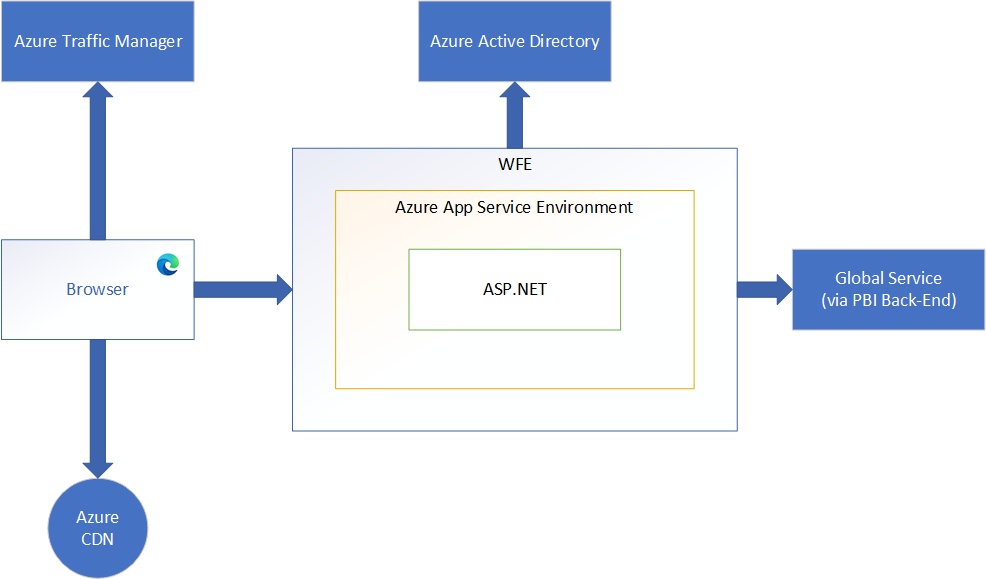 Azure Traffic Manager
Azure Active Directory
WFE
Azure App Service Environment
ASP.NET
Browser
Global Service
(via PBI Back-End)
Azure
CDN